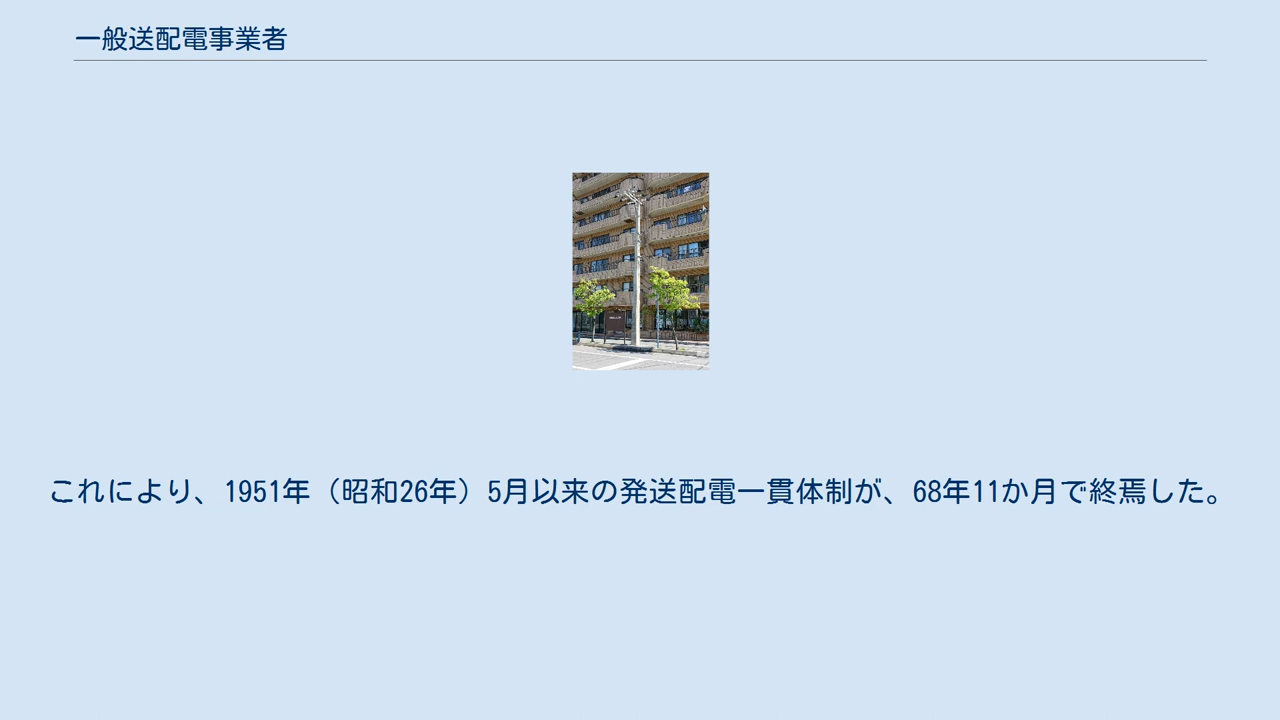 一般送配電事業者
これにより、1951年（昭和26年）5月以来の発送配電一貫体制が、68年11か月で終焉した。